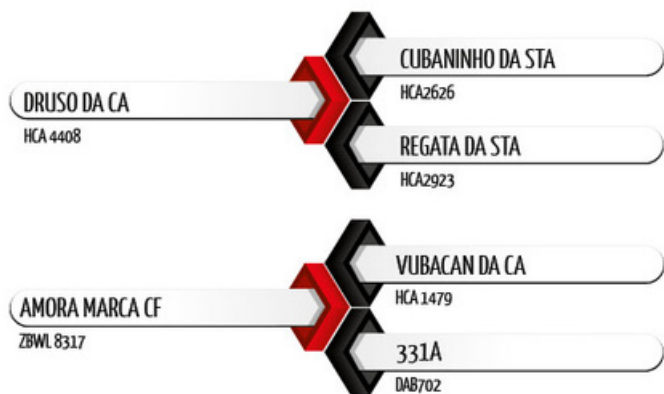 CUBANINHO DA STA
HCA2626
DRUSO DA CA
HCA 4408
REGATA DA STA
HCA2923
VUBACAN DA CA
HCA 1479
AMORA MARCA CF
ZBWL 8317
331A
DAB702